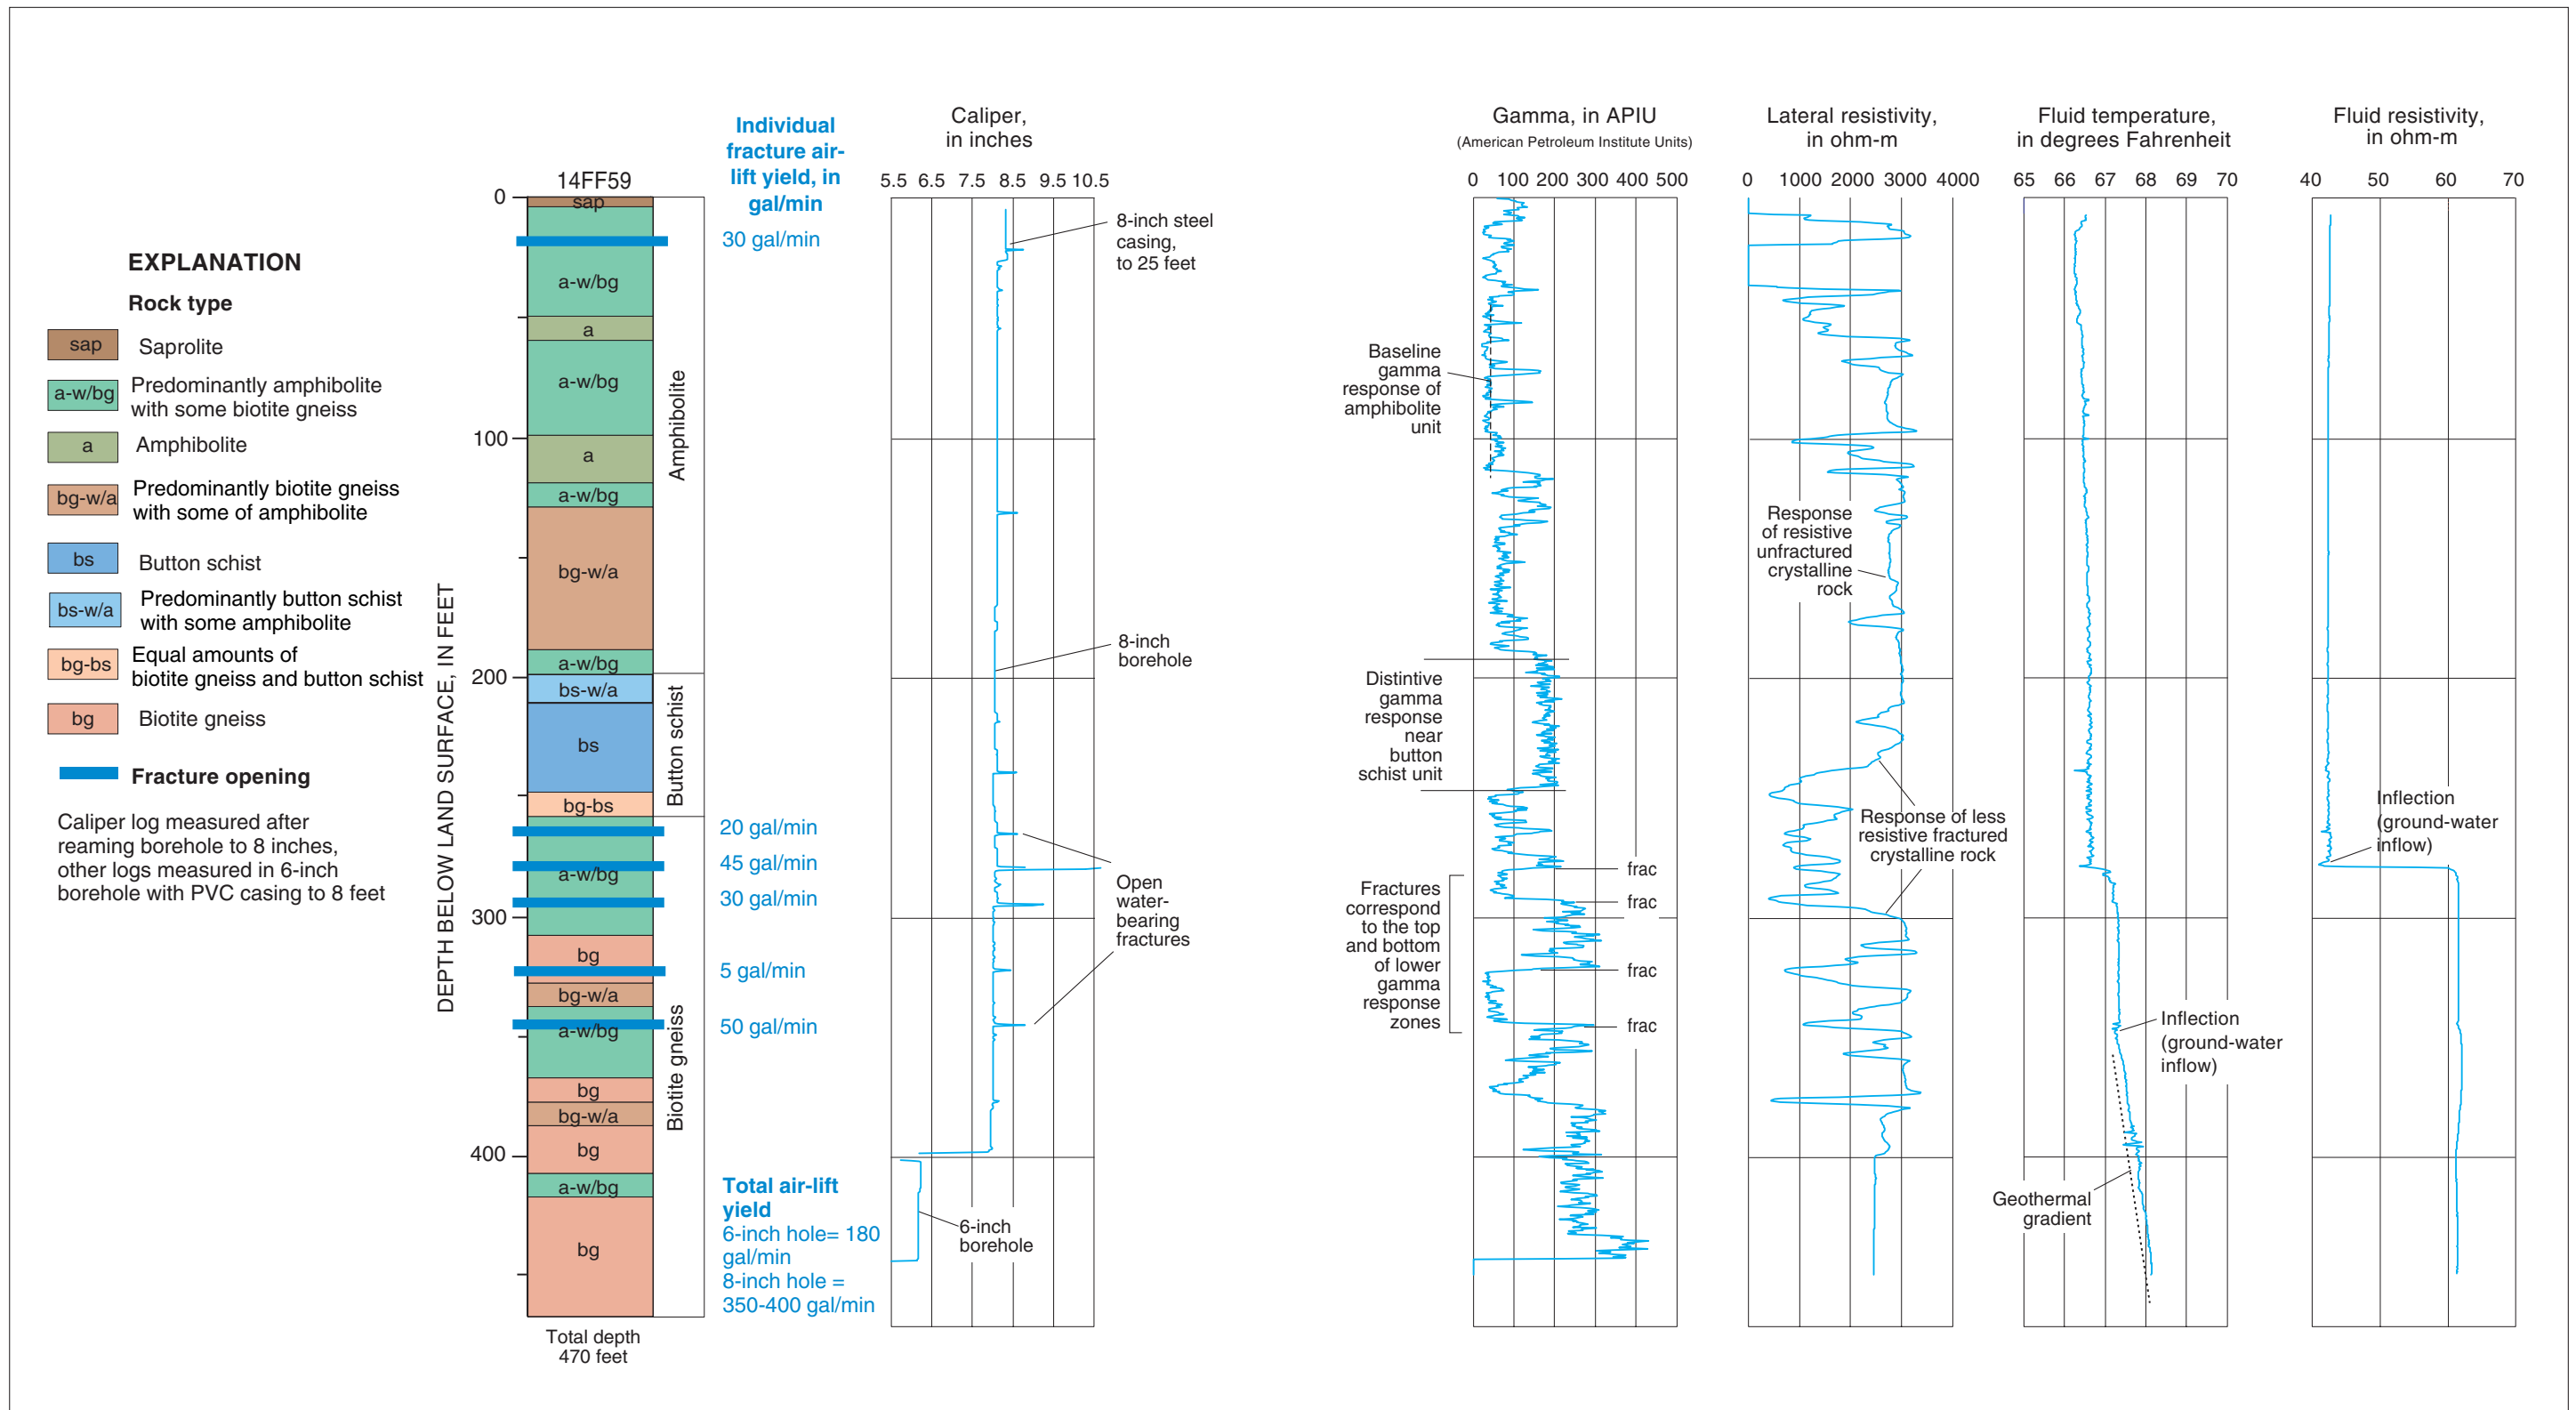 EXPLANATION
Rock type
sap Saprolite
a-w/bg Predominantly amphibolite
with some biotite gneiss
a Amphibolite
bg-w/a Predominantly biotite gneiss
with some of amphibolite
bs Button schist
bs-w/a Predominantly button schist
with some amphibolite
bg-bs Equal amounts of
biotite gneiss and button schist
bg Biotite gneiss
Fracture opening
Caliper log measured after
reaming borehole to 8 inches,
other logs measured in 6-inch
borehole with PVC casing to 8 feet
DEPTH BELOW LAND SURFACE, IN FEET
0
100
200
300
400
14FF59
sap
a-w/bg
a
a-w/bg
a
a-w/bg
bg-w/a
a-w/bg
bs-w/a
bs
bg-bs
a-w/bg
bg
bg-w/a
a-w/bg
bg
bg-w/a
bg
a-w/bg
bg
Total depth
470 feet
Amphibolite
Button schist
Biotite gneiss
Individual
fracture air-
lift yield, in
gal/min
30 gal/min
20 gal/min
45 gal/min
30 gal/min
5 gal/min
50 gal/min
Total air-lift
yield
6-inch hole= 180
gal/min
8-inch hole =
350-400 gal/min
Caliper,
in inches
5.5 6.5 7.5 8.5 9.5 10.5
8-inch steel
casing,
to 25 feet
8-inch
borehole
Open
water-
bearing
fractures
6-inch
borehole
Gamma, in APIU
(American Petroleum Institute Units)
0 100 200 300 400 500
Baseline
gamma
response of
amphibolite
unit
Distintive
gamma
response
near
button
schist unit
Fractures
correspond
to the top
and bottom
of lower
gamma
response
zones
frac
frac
frac
frac
Lateral resistivity,
in ohm-m
0 1000 2000 3000 4000
Response
of resistive
unfractured
crystalline
rock
Response of less
resistive fractured
crystalline rock
Fluid temperature,
in degrees Fahrenheit
65 66 67 68 69 70
Inflection
(ground-water
inflow)
Geothermal
gradient
Fluid resistivity,
in ohm-m
40 50 60 70
Inflection
(ground-water
inflow)